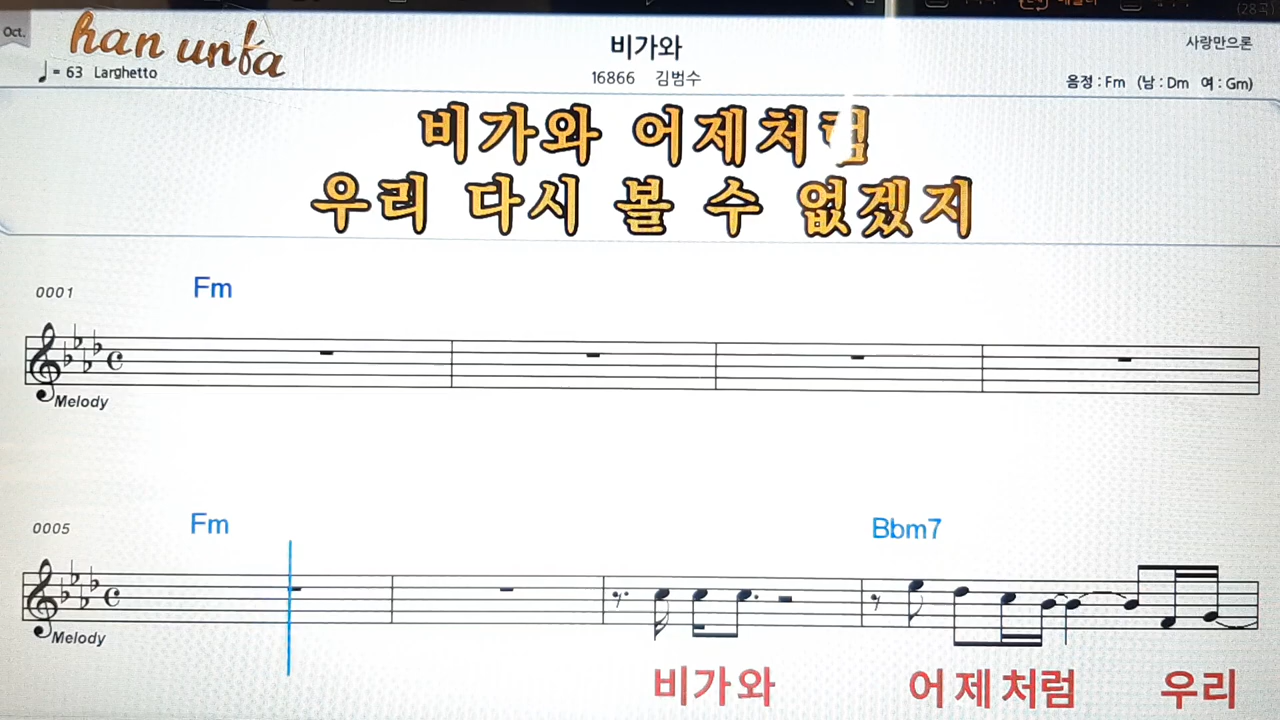 Oct.
han unfa
♩ = 63 Larghetto
비가와
16866 김범수
사랑만으론
음정 : Fm (남 : Dm 여 : Gm)
비가와 어제처럼
우리 다시 볼 수 없겠지
0001 Fm
Melody
0005 Fm Bbm7
Melody
비가와 어제처럼 우리